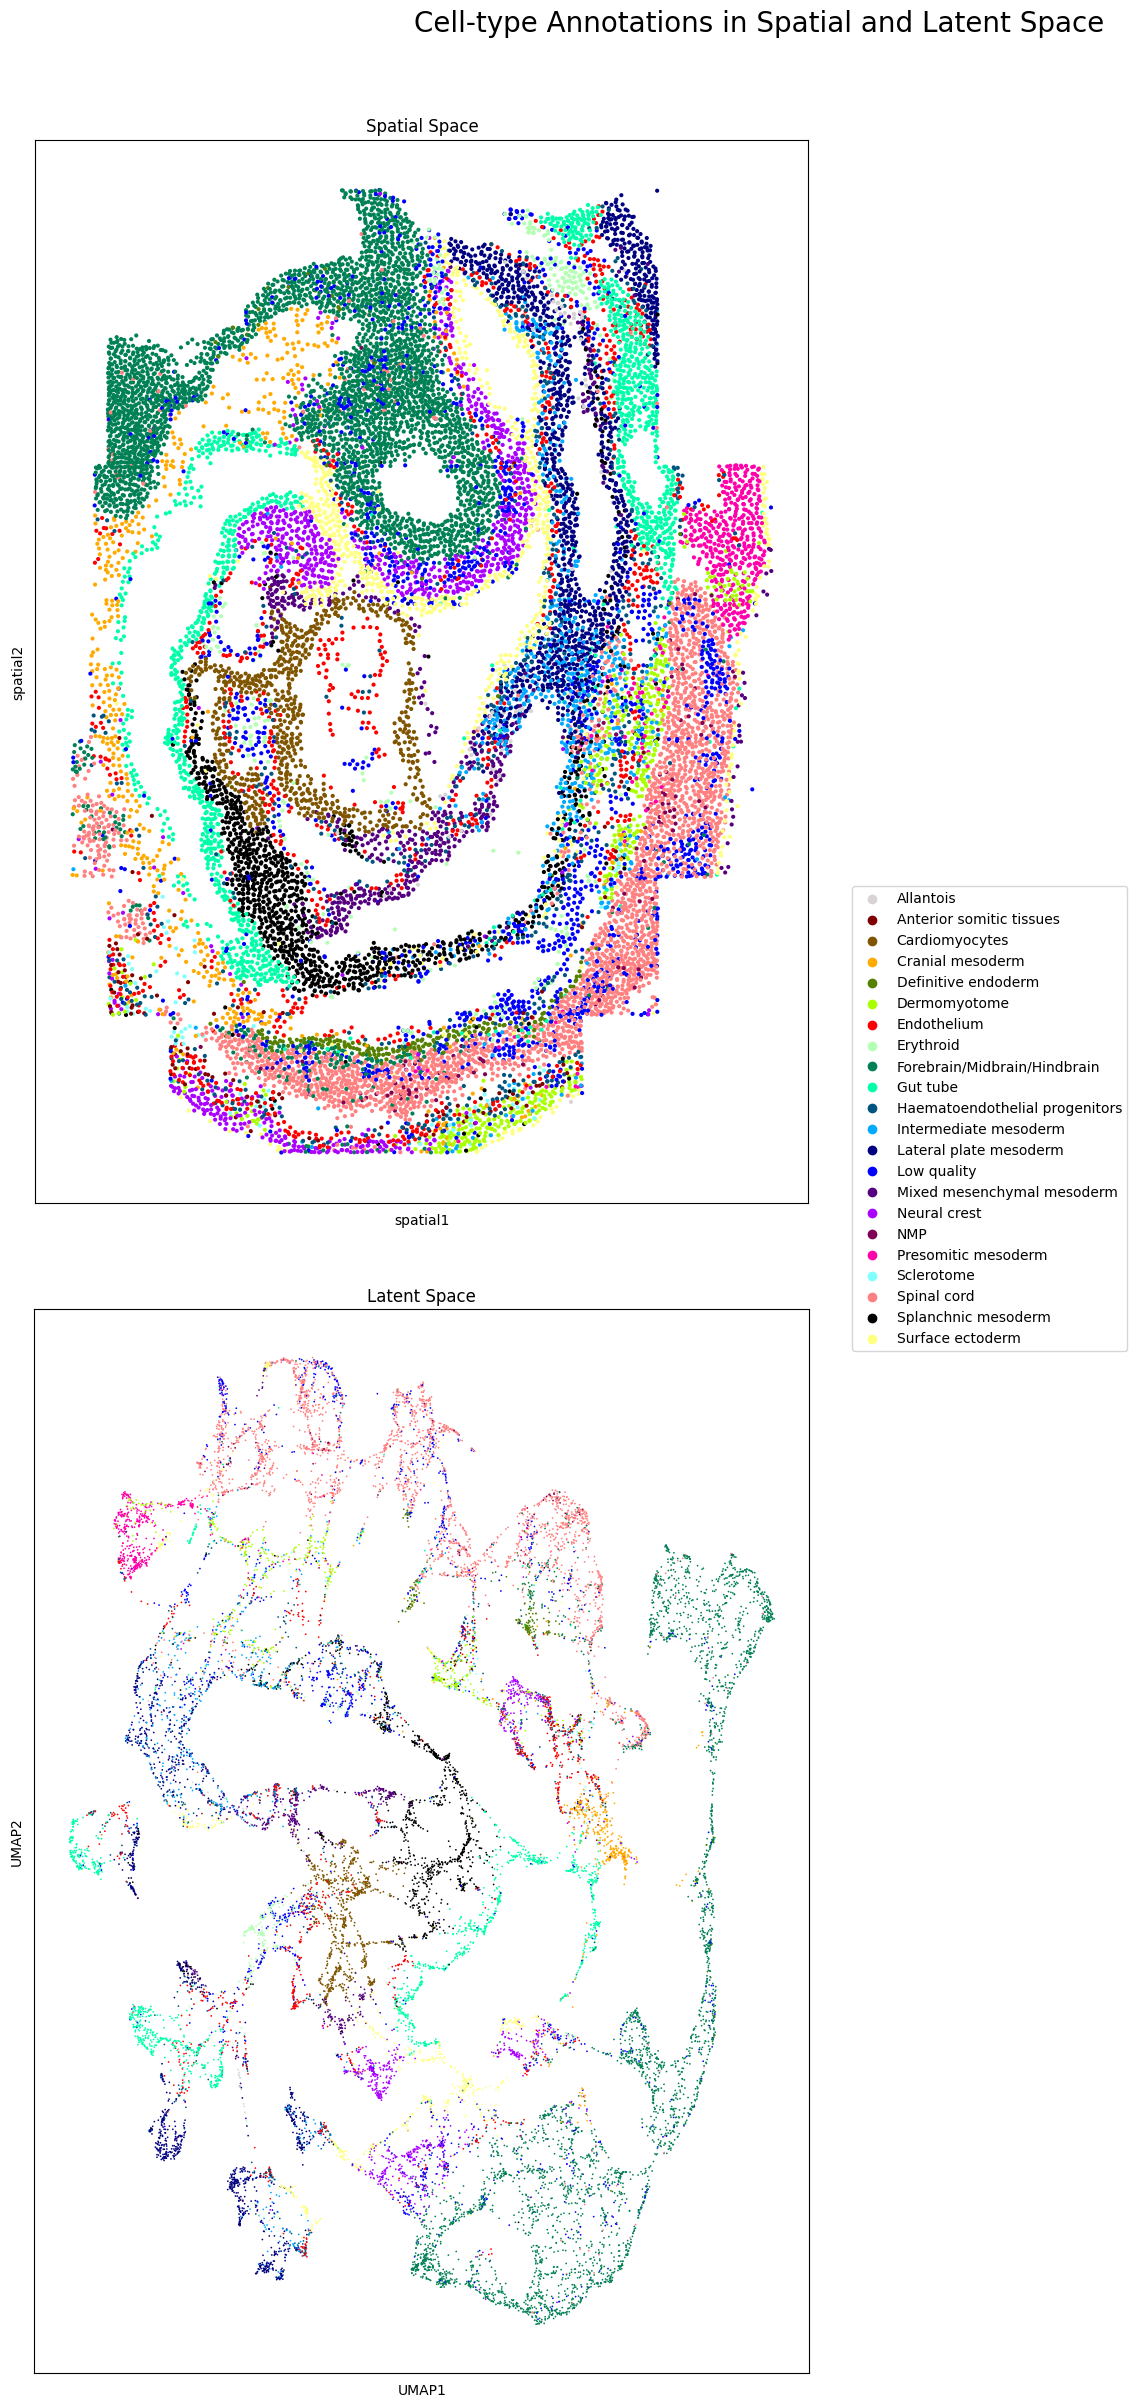 Cell-type Annotations in Spatial and Latent Space
Spatial Space
spatial2
spatial1
Allantois
Anterior somitic tissues
Cardiomyocytes
Cranial mesoderm
Definitive endoderm
Dermomyotome
Endothelium
Erythroid
Forebrain/Midbrain/Hindbrain
Gut tube
Haematoendothelial progenitors
Intermediate mesoderm
Lateral plate mesoderm
Low quality
Mixed mesenchymal mesoderm
Neural crest
NMP
Presomitic mesoderm
Sclerotome
Spinal cord
Splanchnic mesoderm
Surface ectoderm
Latent Space
UMAP2
UMAP1